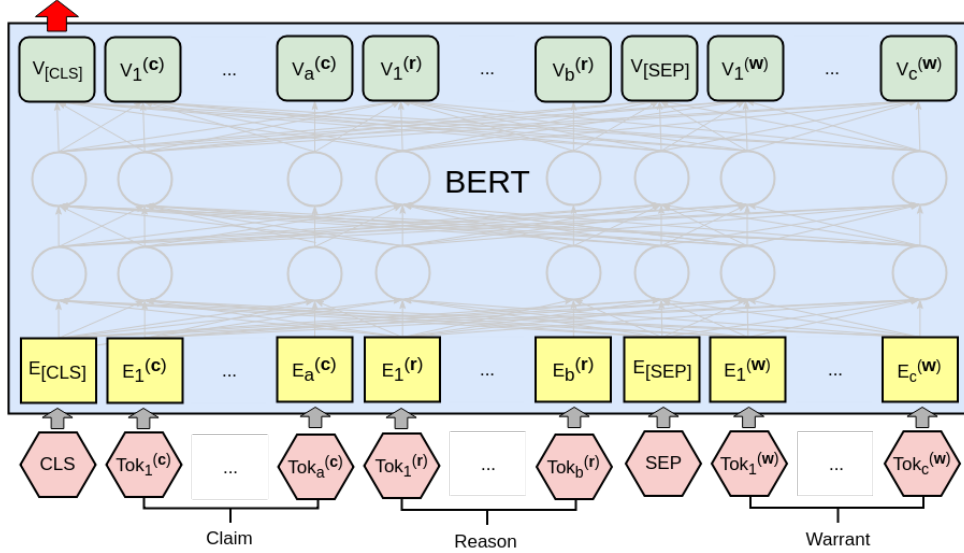 V[CLS] V1(c) ... Va(c) V1(r) ... Vb(r) V[SEP] V1(w) ... Vc(w)
BERT
E[CLS] E1(c) ... Ea(c) E1(r) ... Eb(r) E[SEP] E1(w) ... Ec(w)
CLS Tok1(c) ... Toka(c) Tok1(r) ... Tokb(r) SEP Tok1(w) ... Tokc(w)
Claim Reason Warrant